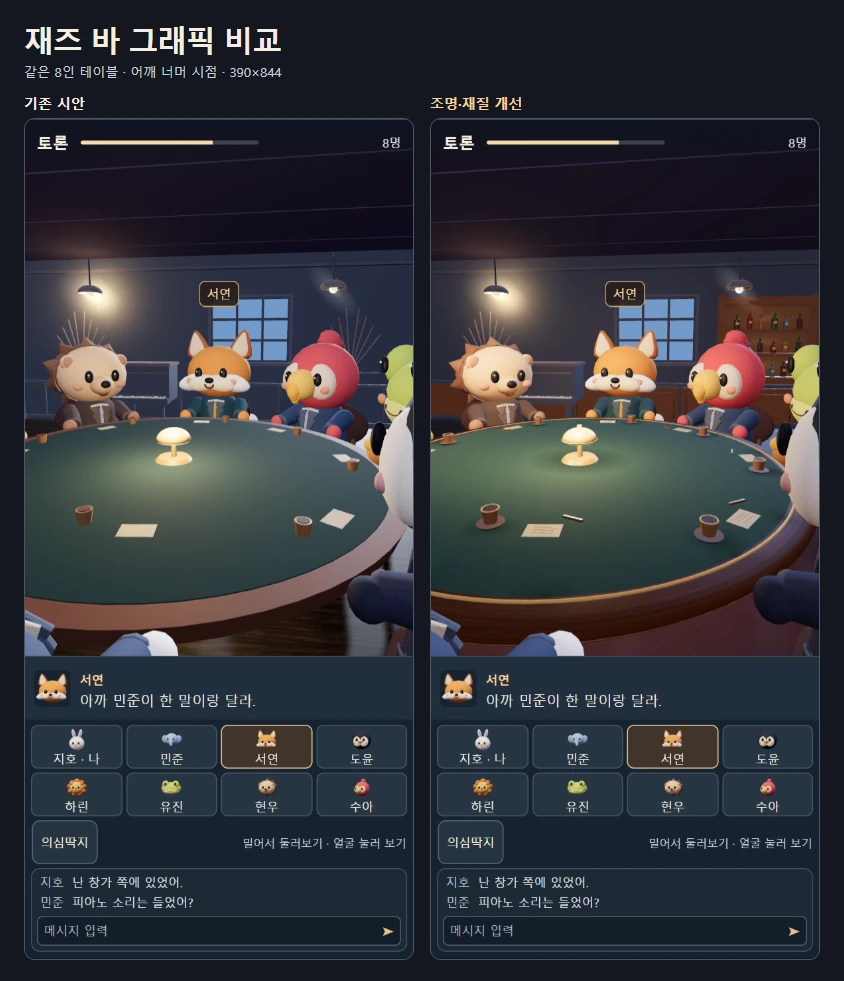 재즈 바 그래픽 비교
같은 8인 테이블 · 어깨 너머 시점 · 390×844
기존 시안
토론
8명
서연
서연
아까 민준이 한 말이랑 달라.
지호 · 나
민준
서연
도윤
하린
유진
현우
수아
의심딱지
밀어서 둘러보기 · 얼굴 눌러 보기
지호 난 창가 쪽에 있었어.
민준 피아노 소리는 들었어?
메시지 입력
조명·재질 개선
토론
8명
서연
서연
아까 민준이 한 말이랑 달라.
지호 · 나
민준
서연
도윤
하린
유진
현우
수아
의심딱지
밀어서 둘러보기 · 얼굴 눌러 보기
지호 난 창가 쪽에 있었어.
민준 피아노 소리는 들었어?
메시지 입력